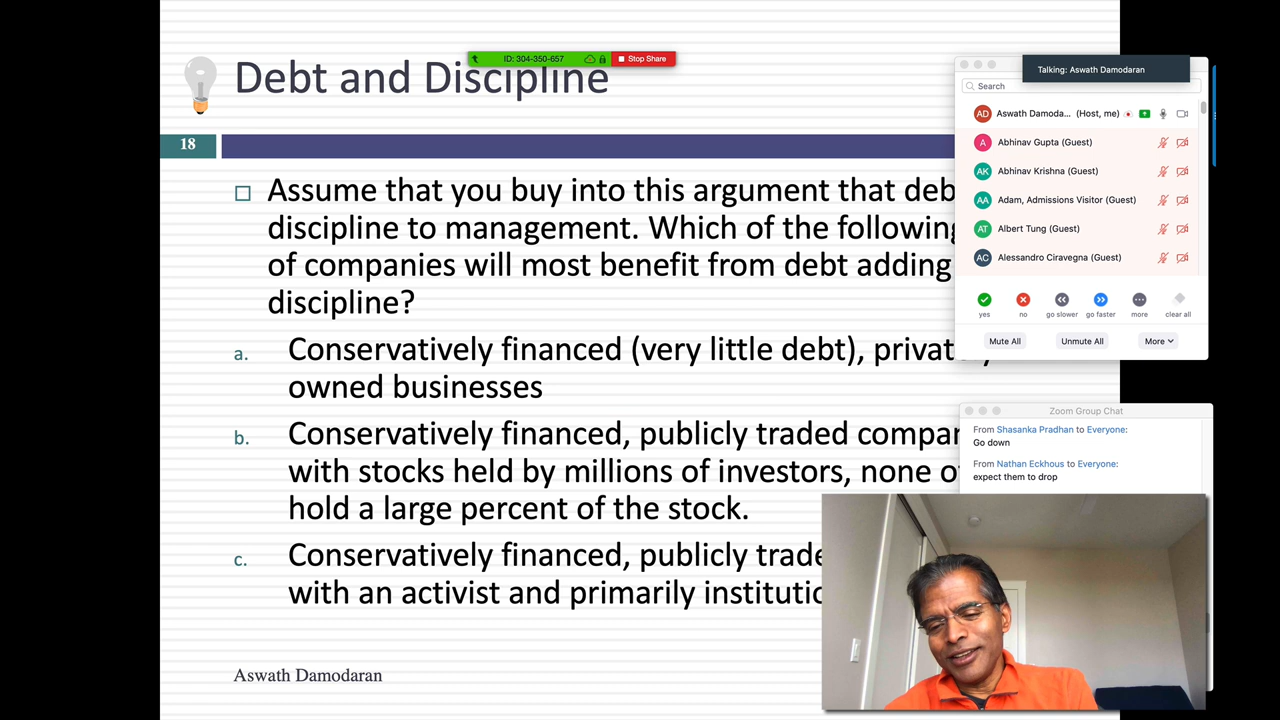 Debt and Discipline
ID: 304-350-657
Stop Share
18
Assume that you buy into this argument that deb
discipline to management. Which of the following
of companies will most benefit from debt adding
discipline?
a. Conservatively financed (very little debt), privat
owned businesses
b. Conservatively financed, publicly traded compan
with stocks held by millions of investors, none o
hold a large percent of the stock.
c. Conservatively financed, publicly trade
with an activist and primarily institutio
Aswath Damodaran
Talking: Aswath Damodaran
Search
AD Aswath Damoda... (Host, me)
A Abhinav Gupta (Guest)
AK Abhinav Krishna (Guest)
AA Adam, Admissions Visitor (Guest)
AT Albert Tung (Guest)
AC Alessandro Ciravegna (Guest)
yes no go slower go faster more clear all
Mute All Unmute All More
Zoom Group Chat
From Shasanka Pradhan to Everyone:
Go down
From Nathan Eckhous to Everyone:
expect them to drop